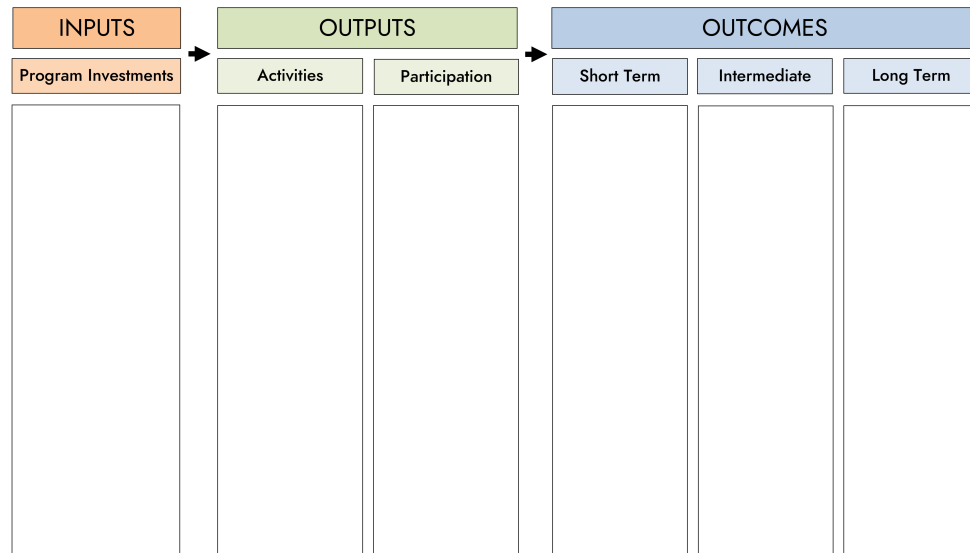 INPUTS
OUTPUTS
OUTCOMES
Program Investments
Activities
Participation
Short Term
Intermediate
Long Term